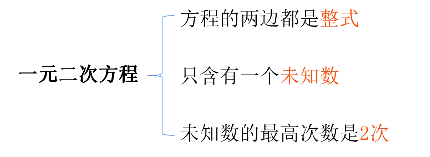 方程的两边都是整式
一元二次方程
只含有一个未知数
未知数的最高次数是2次